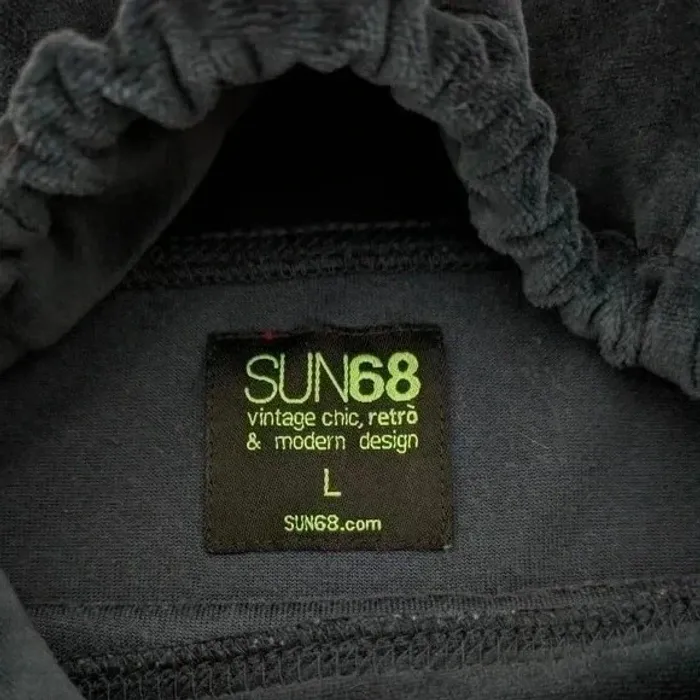 SUN68
vintage chic, retrò
& modern design
L
SUN68.com